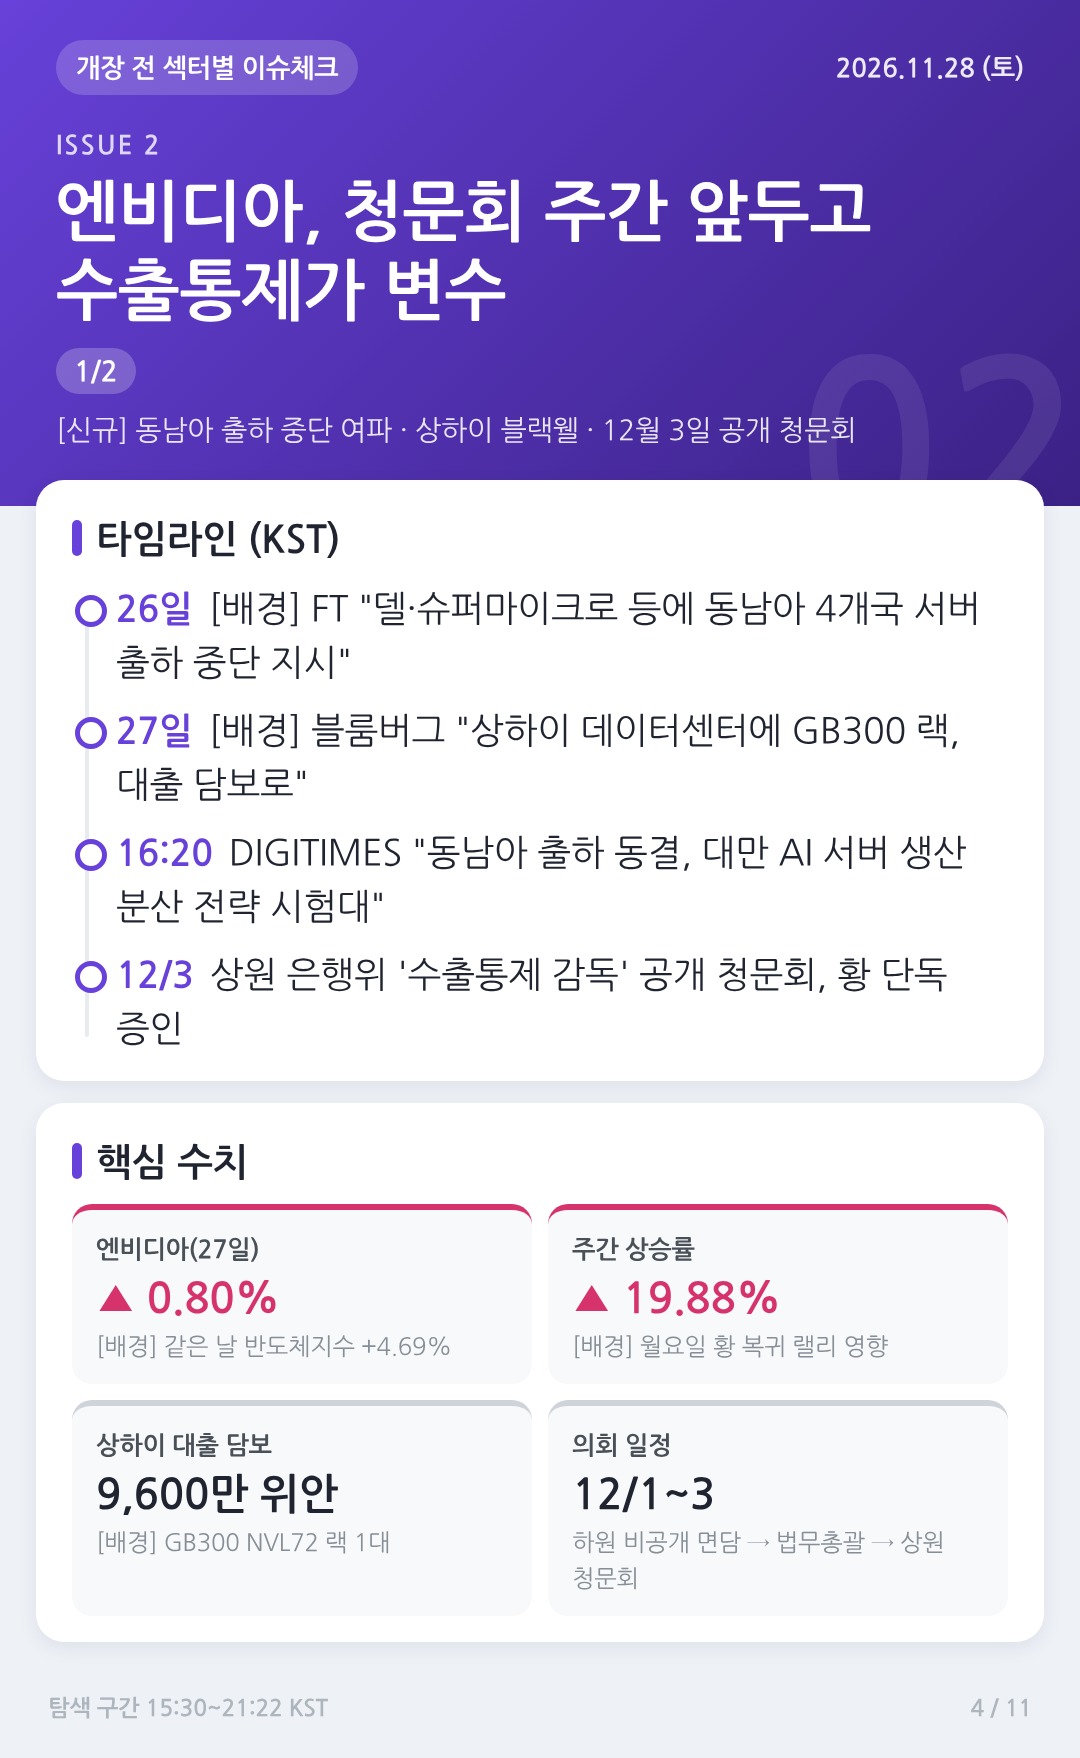 개장 전 섹터별 이슈체크
2026.11.28 (토)
ISSUE 2
엔비디아, 청문회 주간 앞두고
수출통제가 변수
1/2
[신규] 동남아 출하 중단 여파 · 상하이 블랙웰 · 12월 3일 공개 청문회
02
타임라인 (KST)
26일 [배경] FT "델·슈퍼마이크로 등에 동남아 4개국 서버
출하 중단 지시"
27일 [배경] 블룸버그 "상하이 데이터센터에 GB300 랙,
대출 담보로"
16:20 DIGITIMES "동남아 출하 동결, 대만 AI 서버 생산
분산 전략 시험대"
12/3 상원 은행위 '수출통제 감독' 공개 청문회, 황 단독
증인
핵심 수치
엔비디아(27일)
▲ 0.80%
[배경] 같은 날 반도체지수 +4.69%
주간 상승률
▲ 19.88%
[배경] 월요일 황 복귀 랠리 영향
상하이 대출 담보
9,600만 위안
[배경] GB300 NVL72 랙 1대
의회 일정
12/1~3
하원 비공개 면담 → 법무총괄 → 상원
청문회
탐색 구간 15:30~21:22 KST
4 / 11